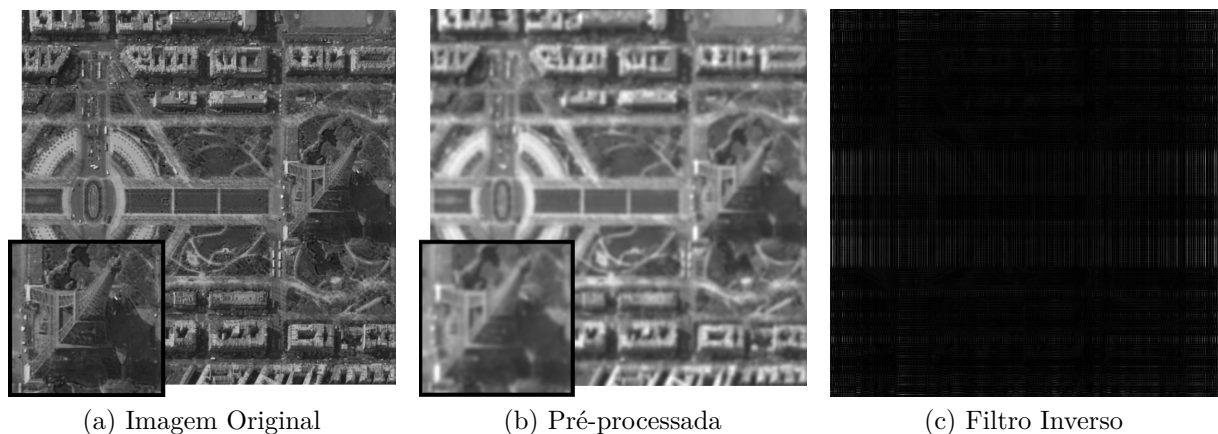 (a) Imagem Original
(b) Pré-processada
(c) Filtro Inverso